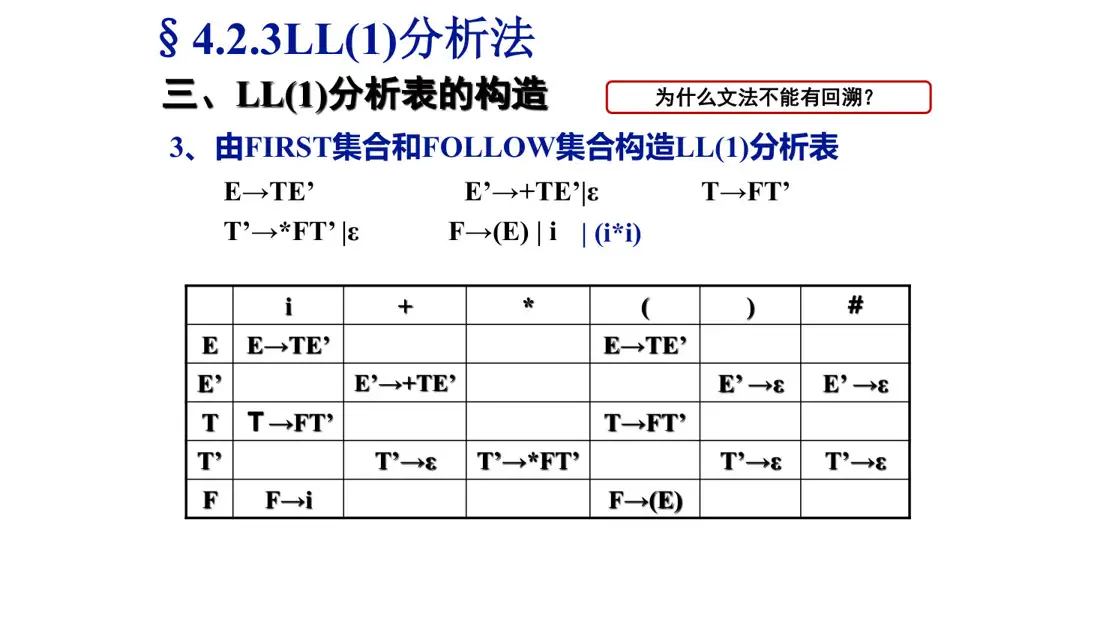 §4.2.3LL(1)分析法
三、LL(1)分析表的构造
为什么文法不能有回溯？
3、由FIRST集合和FOLLOW集合构造LL(1)分析表
E→TE’ E’→+TE’|ε T→FT’
T’→*FT’ |ε F→(E) | i | (i*i)
i + * ( ) #
E E→TE’ E→TE’
E’ E’→+TE’ E’→ε E’→ε
T T→FT’ T→FT’
T’ T’→ε T’→*FT’ T’→ε T’→ε
F F→i F→(E)